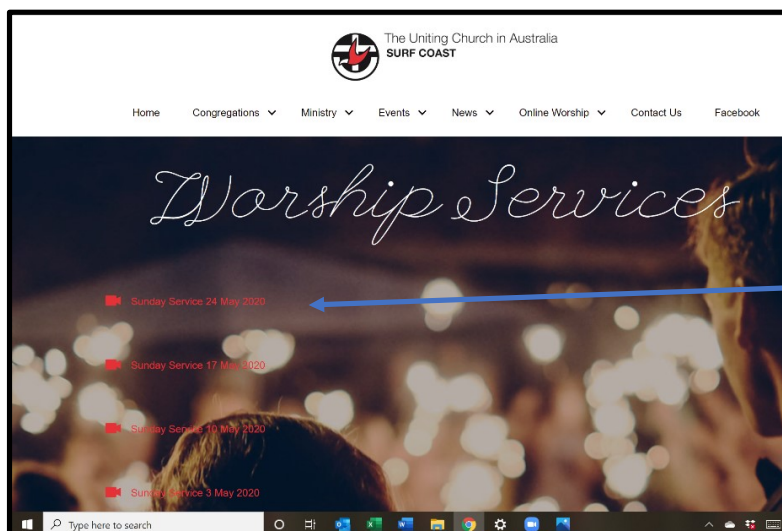 The Uniting Church in Australia
SURF COAST
Home Congregations Ministry Events News Online Worship Contact Us Facebook
Worship Services
Sunday Service 24 May 2020
Sunday Service 17 May 2020
Sunday Service 10 May 2020
Sunday Service 3 May 2020
Type here to search